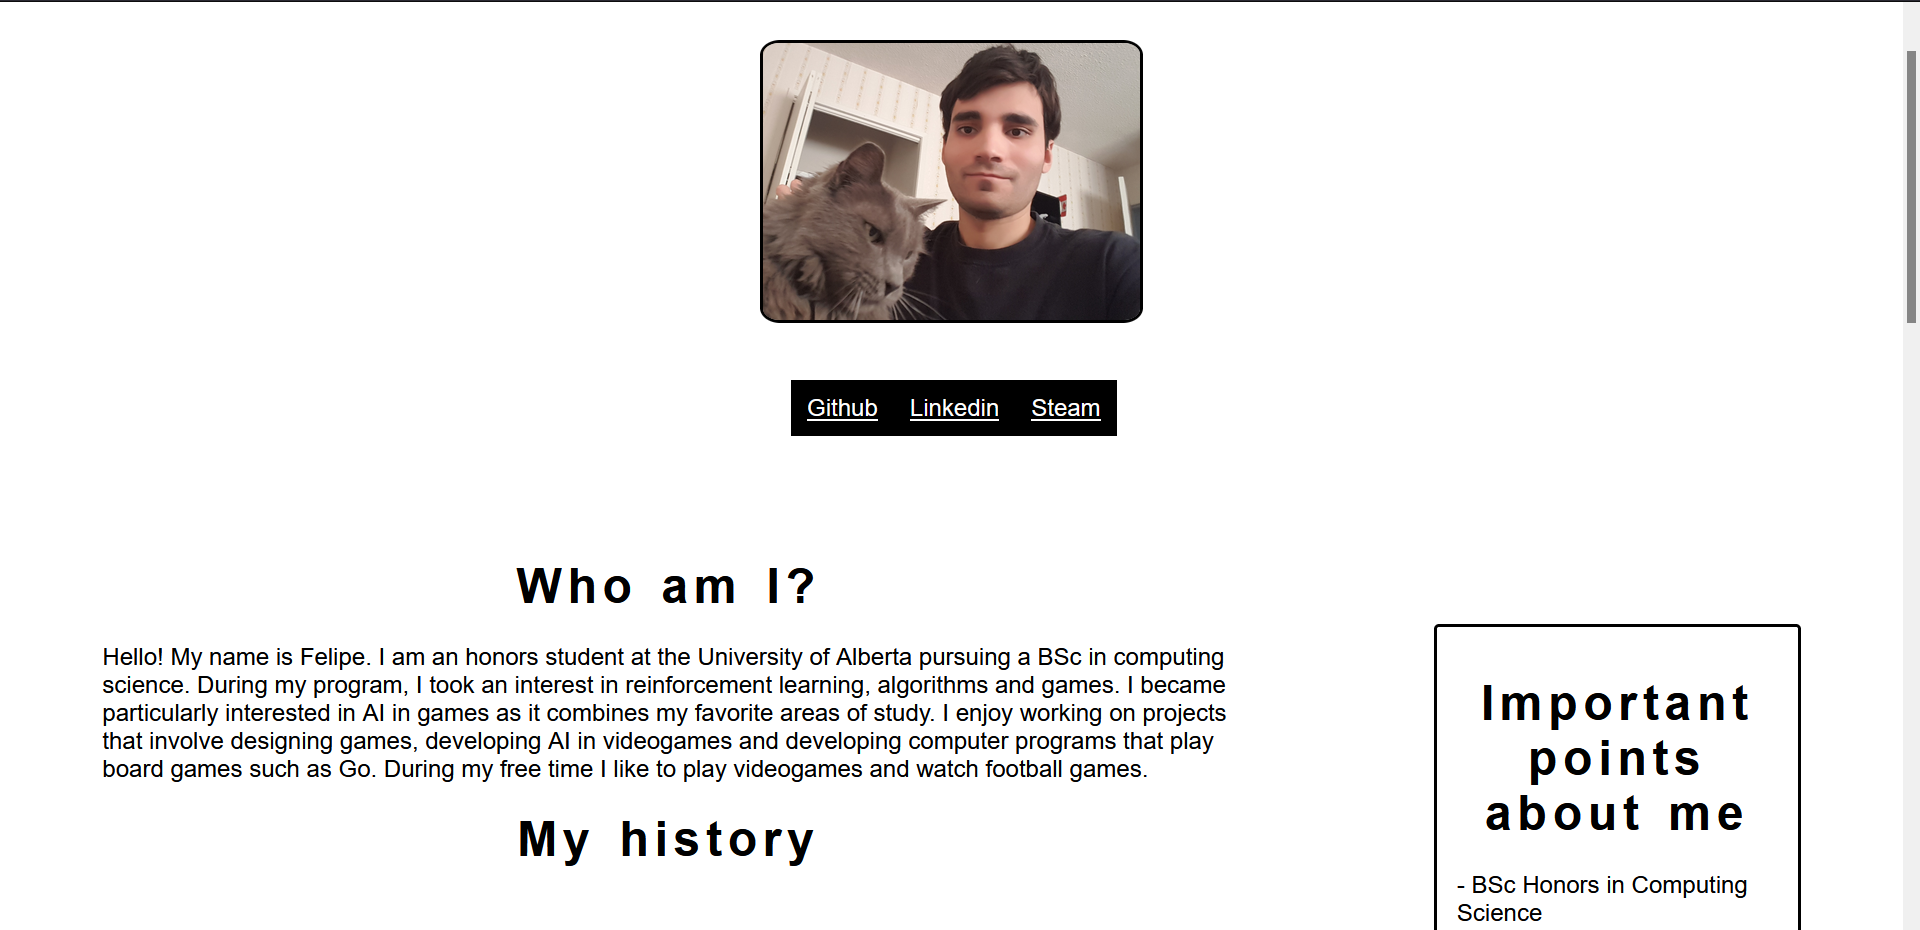 Github Linkedin Steam
Who am I?
Hello! My name is Felipe. I am an honors student at the University of Alberta pursuing a BSc in computing
science. During my program, I took an interest in reinforcement learning, algorithms and games. I became
particularly interested in AI in games as it combines my favorite areas of study. I enjoy working on projects
that involve designing games, developing AI in videogames and developing computer programs that play
board games such as Go. During my free time I like to play videogames and watch football games.
My history
Important
points
about me
- BSc Honors in Computing
Science